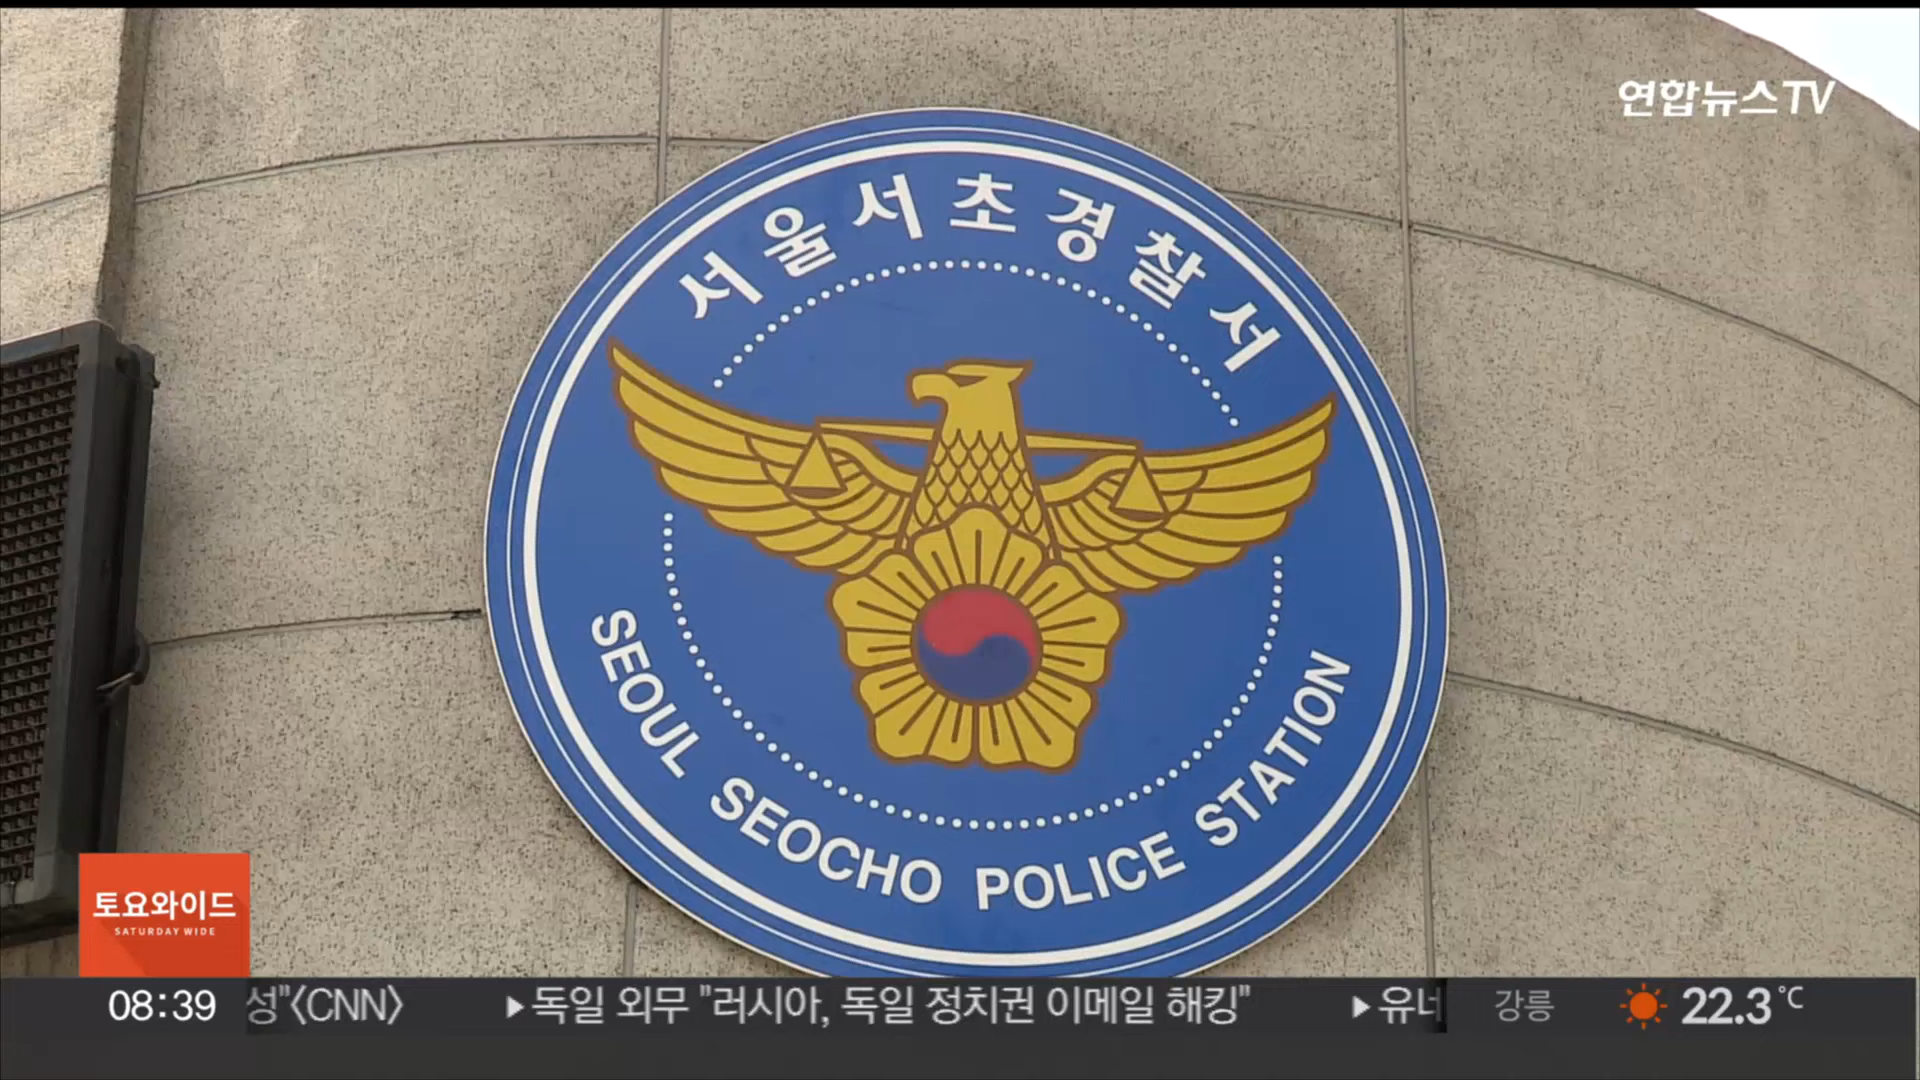 연합뉴스TV
서울서초경찰서
SEOUL SEOCHO POLICE STATION
토요와이드
SATURDAY WIDE
08:39 성"〈CNN〉 ▶독일 외무 "러시아, 독일 정치권 이메일 해킹" ▶유네 강릉 22.3℃